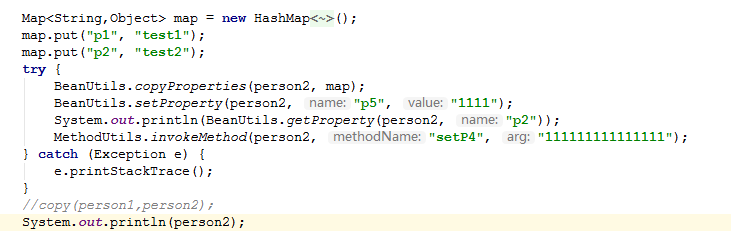 Map<String,Object> map = new HashMap<~>();
map.put("p1", "test1");
map.put("p2", "test2");
try {
    BeanUtils.copyProperties(person2, map);
    BeanUtils.setProperty(person2, name: "p5", value: "1111");
    System.out.println(BeanUtils.getProperty(person2, name: "p2"));
    MethodUtils.invokeMethod(person2, methodName: "setP4", arg: "111111111111111");
} catch (Exception e) {
    e.printStackTrace();
}
//copy(person1,person2);
System.out.println(person2);